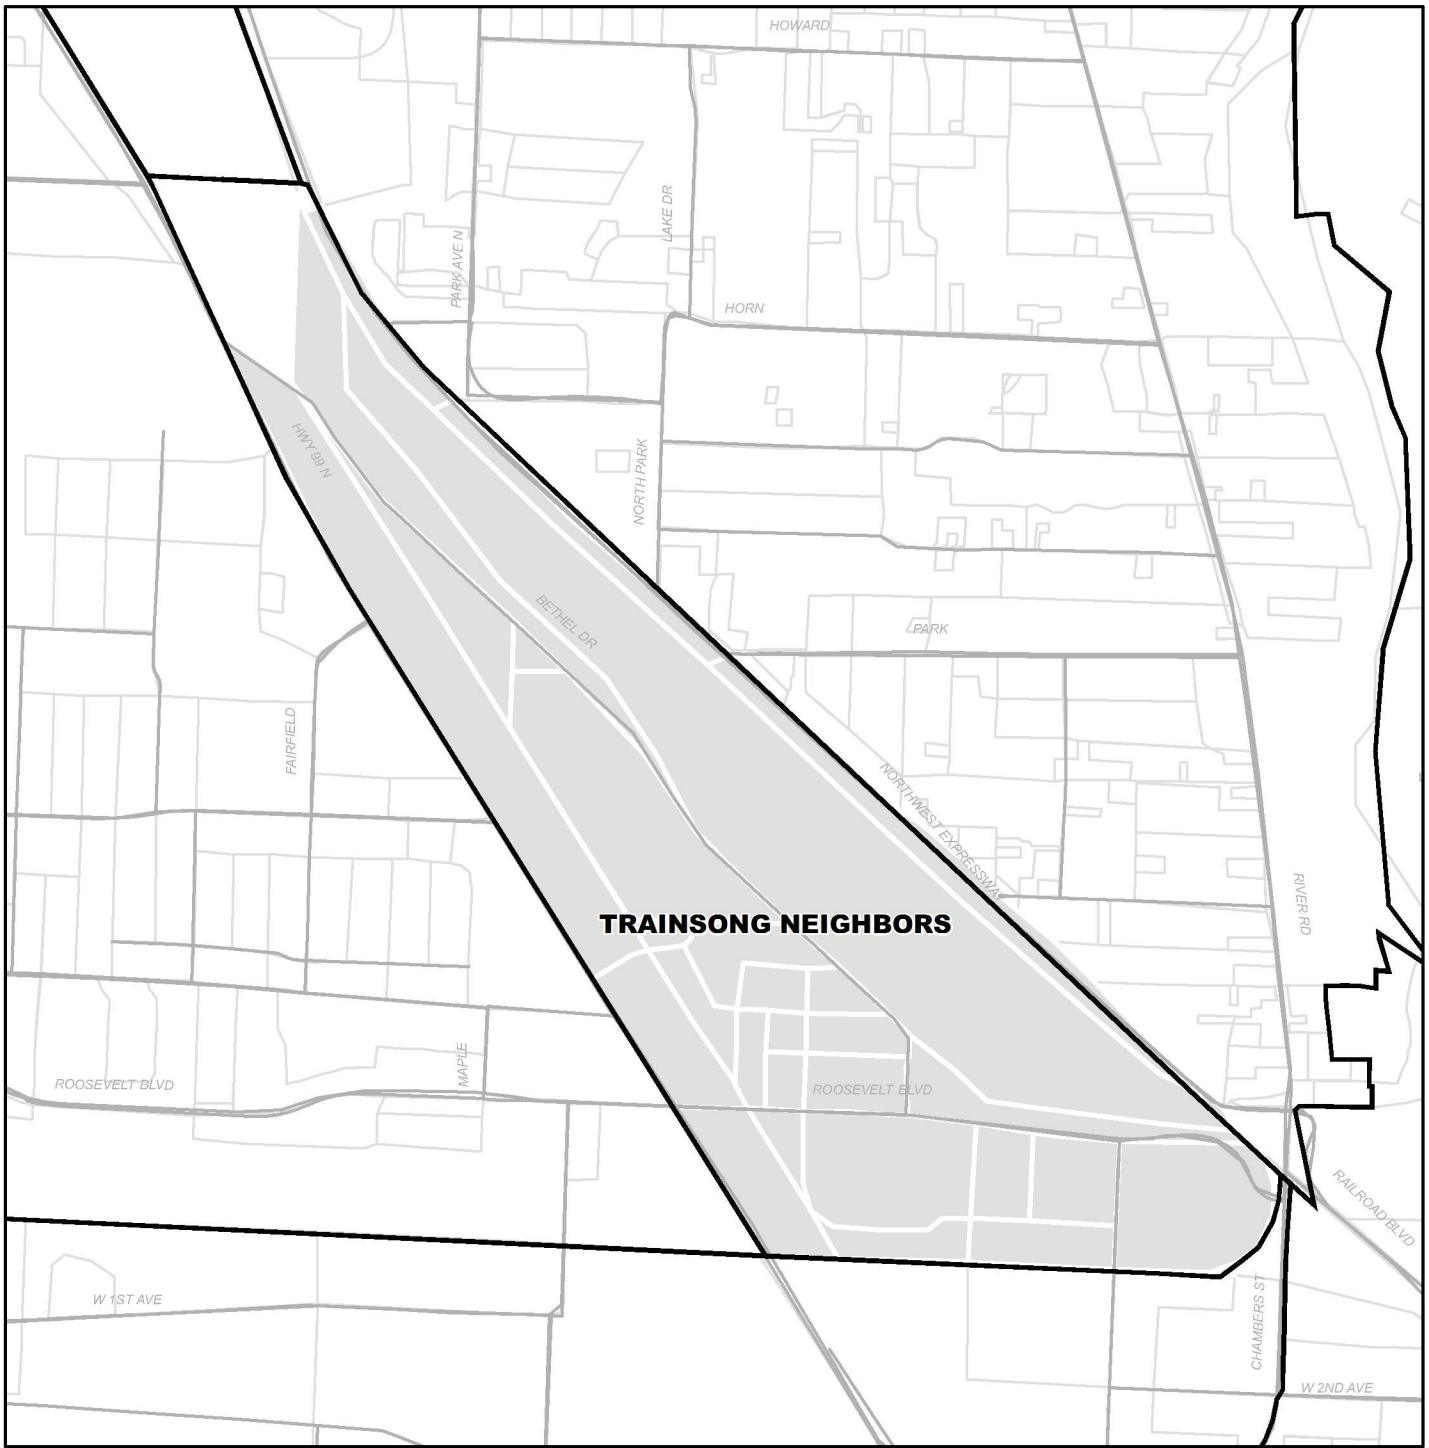 HOWARD
LAKE DR
PARK AVE N
HORN
HWY 99 N
NORTH PARK
BETHEL DR
PARK
FAIRFIELD
NORTHWEST EXPRESSWAY
RIVER RD
TRAINSONG NEIGHBORS
MAPLE
ROOSEVELT BLVD
ROOSEVELT BLVD
RAILROAD BLVD
W 1ST AVE
CHAMBERS ST
W 2ND AVE